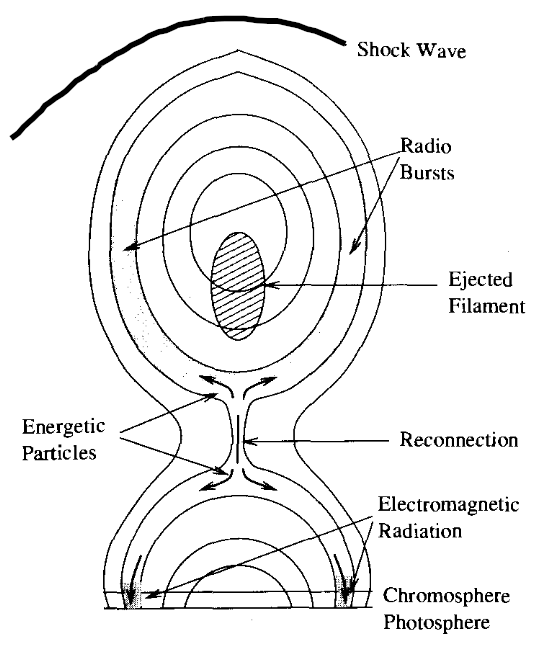 Shock Wave
Radio
Bursts
Ejected
Filament
Energetic
Particles
Reconnection
Electromagnetic
Radiation
Chromosphere
Photosphere